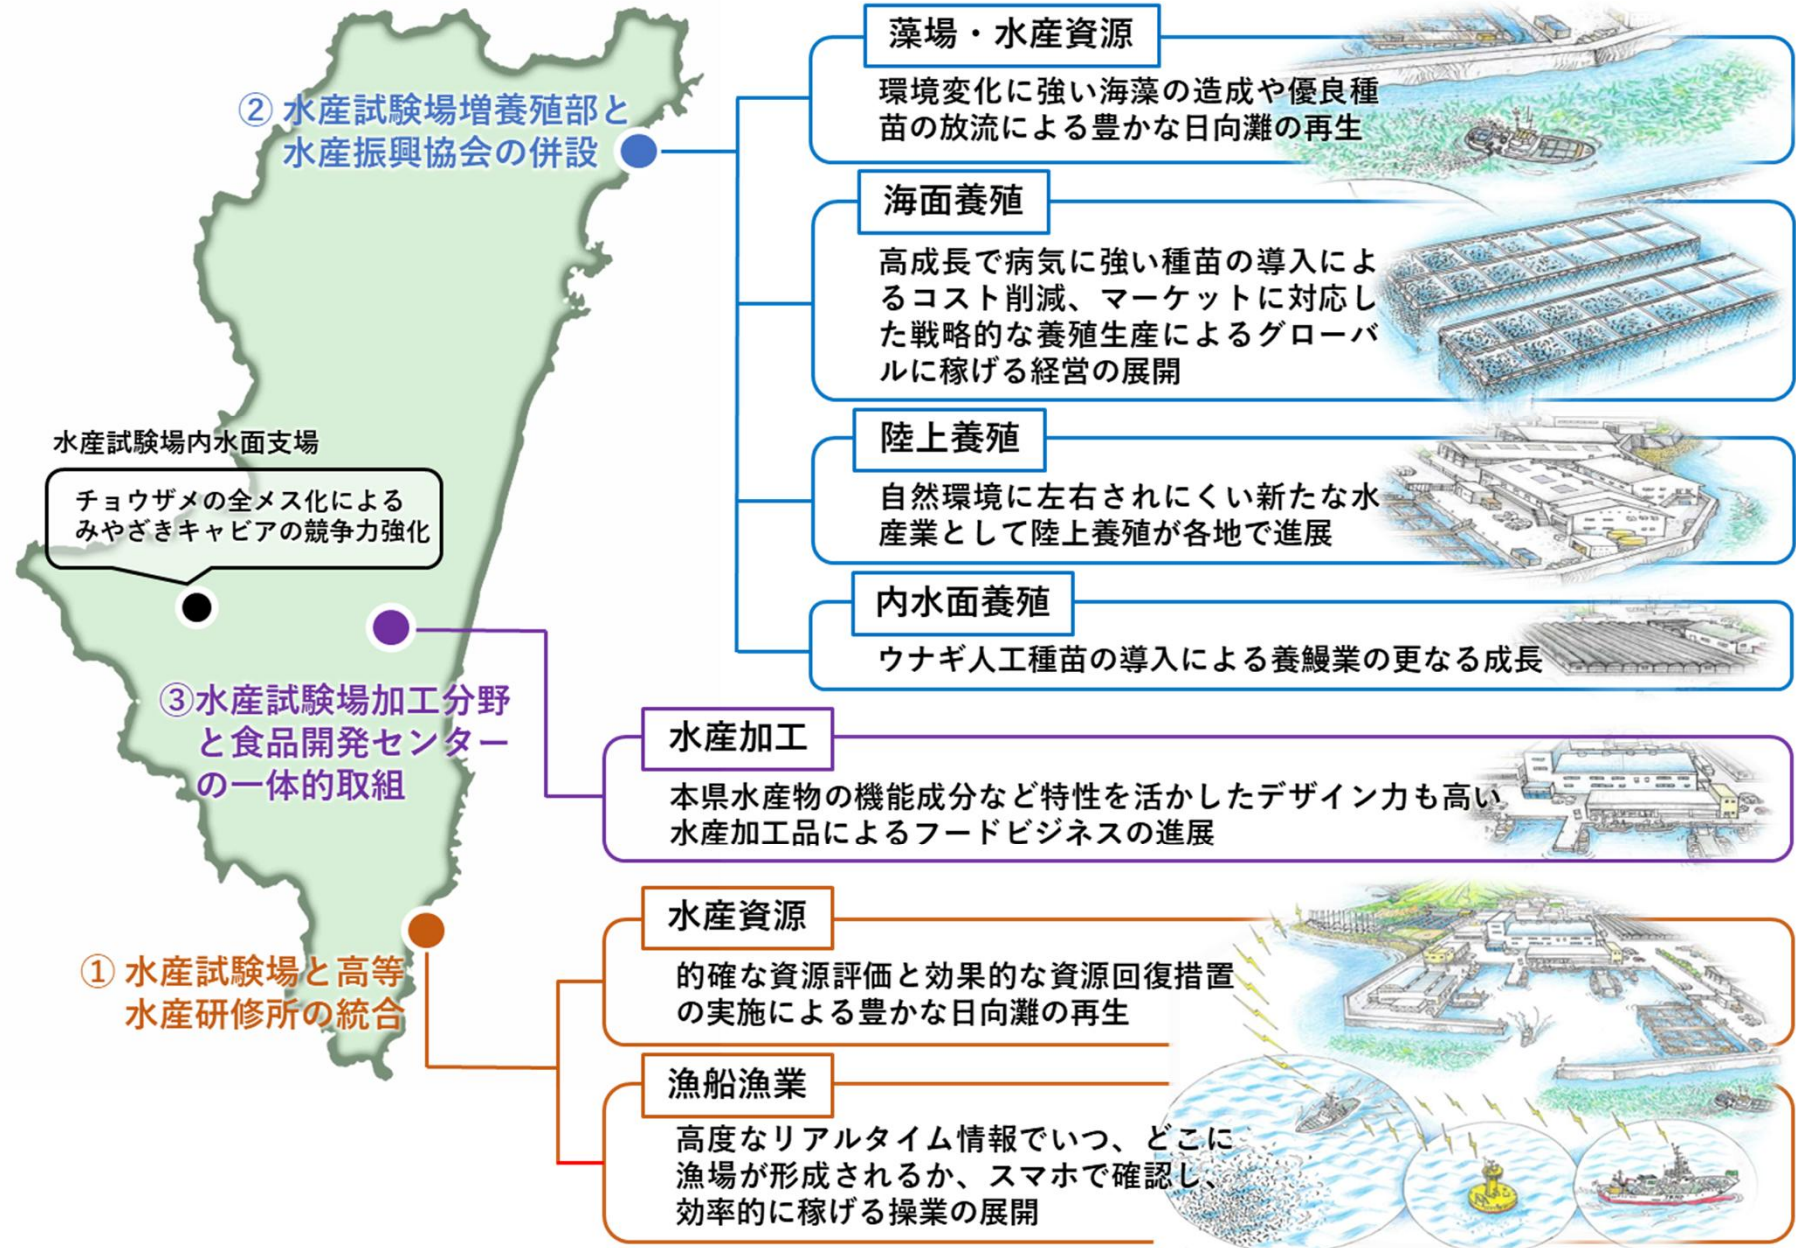 ② 水産試験場増養殖部と
水産振興協会の併設
藻場・水産資源
環境変化に強い海藻の造成や優良種
苗の放流による豊かな日向灘の再生
海面養殖
高成長で病気に強い種苗の導入によ
るコスト削減、マーケットに対応し
た戦略的な養殖生産によるグローバ
ルに稼げる経営の展開
陸上養殖
自然環境に左右されにくい新たな水
産業として陸上養殖が各地で進展
内水面養殖
ウナギ人工種苗の導入による養鰻業の更なる成長
水産試験場内水面支場
チョウザメの全メス化による
みやざきキャビアの競争力強化
③水産試験場加工分野
と食品開発センター
の一体的取組
水産加工
本県水産物の機能成分など特性を活かしたデザイン力も高い
水産加工品によるフードビジネスの進展
① 水産試験場と高等
水産研修所の統合
水産資源
的確な資源評価と効果的な資源回復措置
の実施による豊かな日向灘の再生
漁船漁業
高度なリアルタイム情報でいつ、どこに
漁場が形成されるか、スマホで確認し、
効率的に稼げる操業の展開